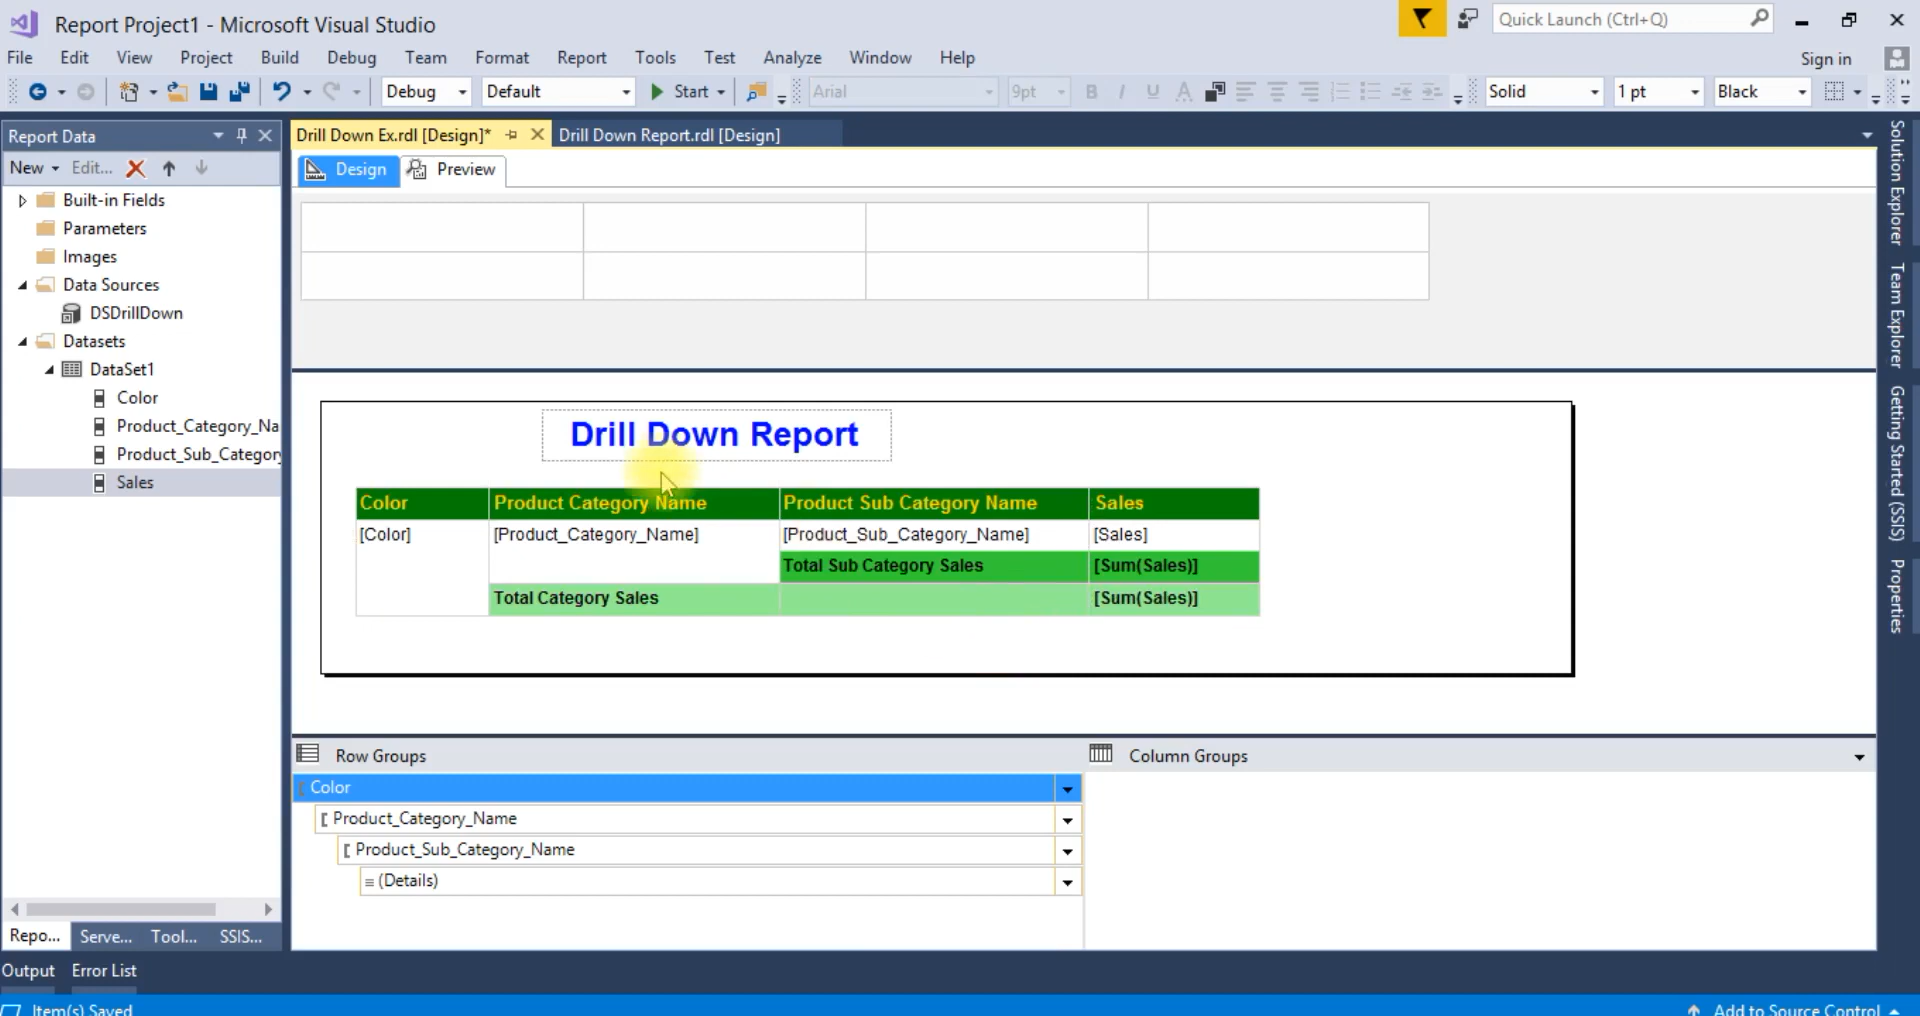 Report Project1 - Microsoft Visual Studio
Quick Launch (Ctrl+Q)
File Edit View Project Build Debug Team Format Report Tools Test Analyze Window Help
Sign in
Debug Default Start Arial 9pt B I U A Solid 1 pt Black
Report Data
Drill Down Ex.rdl [Design]* Drill Down Report.rdl [Design]
New Edit...
Design Preview
Built-in Fields
Parameters
Images
Data Sources
DSDrillDown
Datasets
DataSet1
Color
Product_Category_Na
Product_Sub_Category
Sales
Drill Down Report
Color Product Category Name Product Sub Category Name Sales
[Color] [Product_Category_Name] [Product_Sub_Category_Name] [Sales]
Total Sub Category Sales [Sum(Sales)]
Total Category Sales [Sum(Sales)]
Row Groups Column Groups
Color
[ Product_Category_Name
[ Product_Sub_Category_Name
(Details)
Solution Explorer
Team Explorer
Getting Started (SSIS)
Properties
Repo... Serve... Tool... SSIS...
Output Error List
Item(s) Saved
Add to Source Control